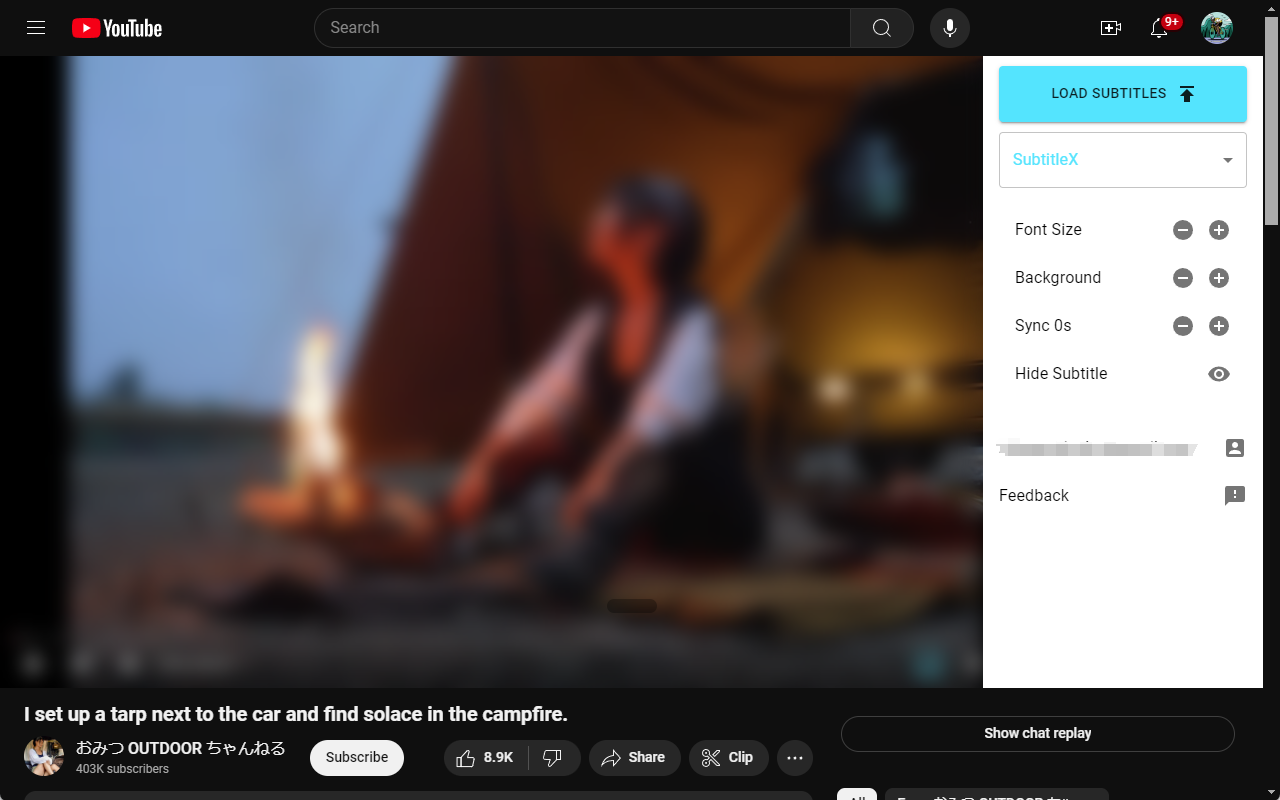 YouTube
Search
9+
LOAD SUBTITLES
SubtitleX
Font Size
Background
Sync 0s
Hide Subtitle
Feedback
I set up a tarp next to the car and find solace in the campfire.
おみつ OUTDOOR ちゃんねる
403K subscribers
Subscribe
8.9K
Share
Clip
Show chat replay
All